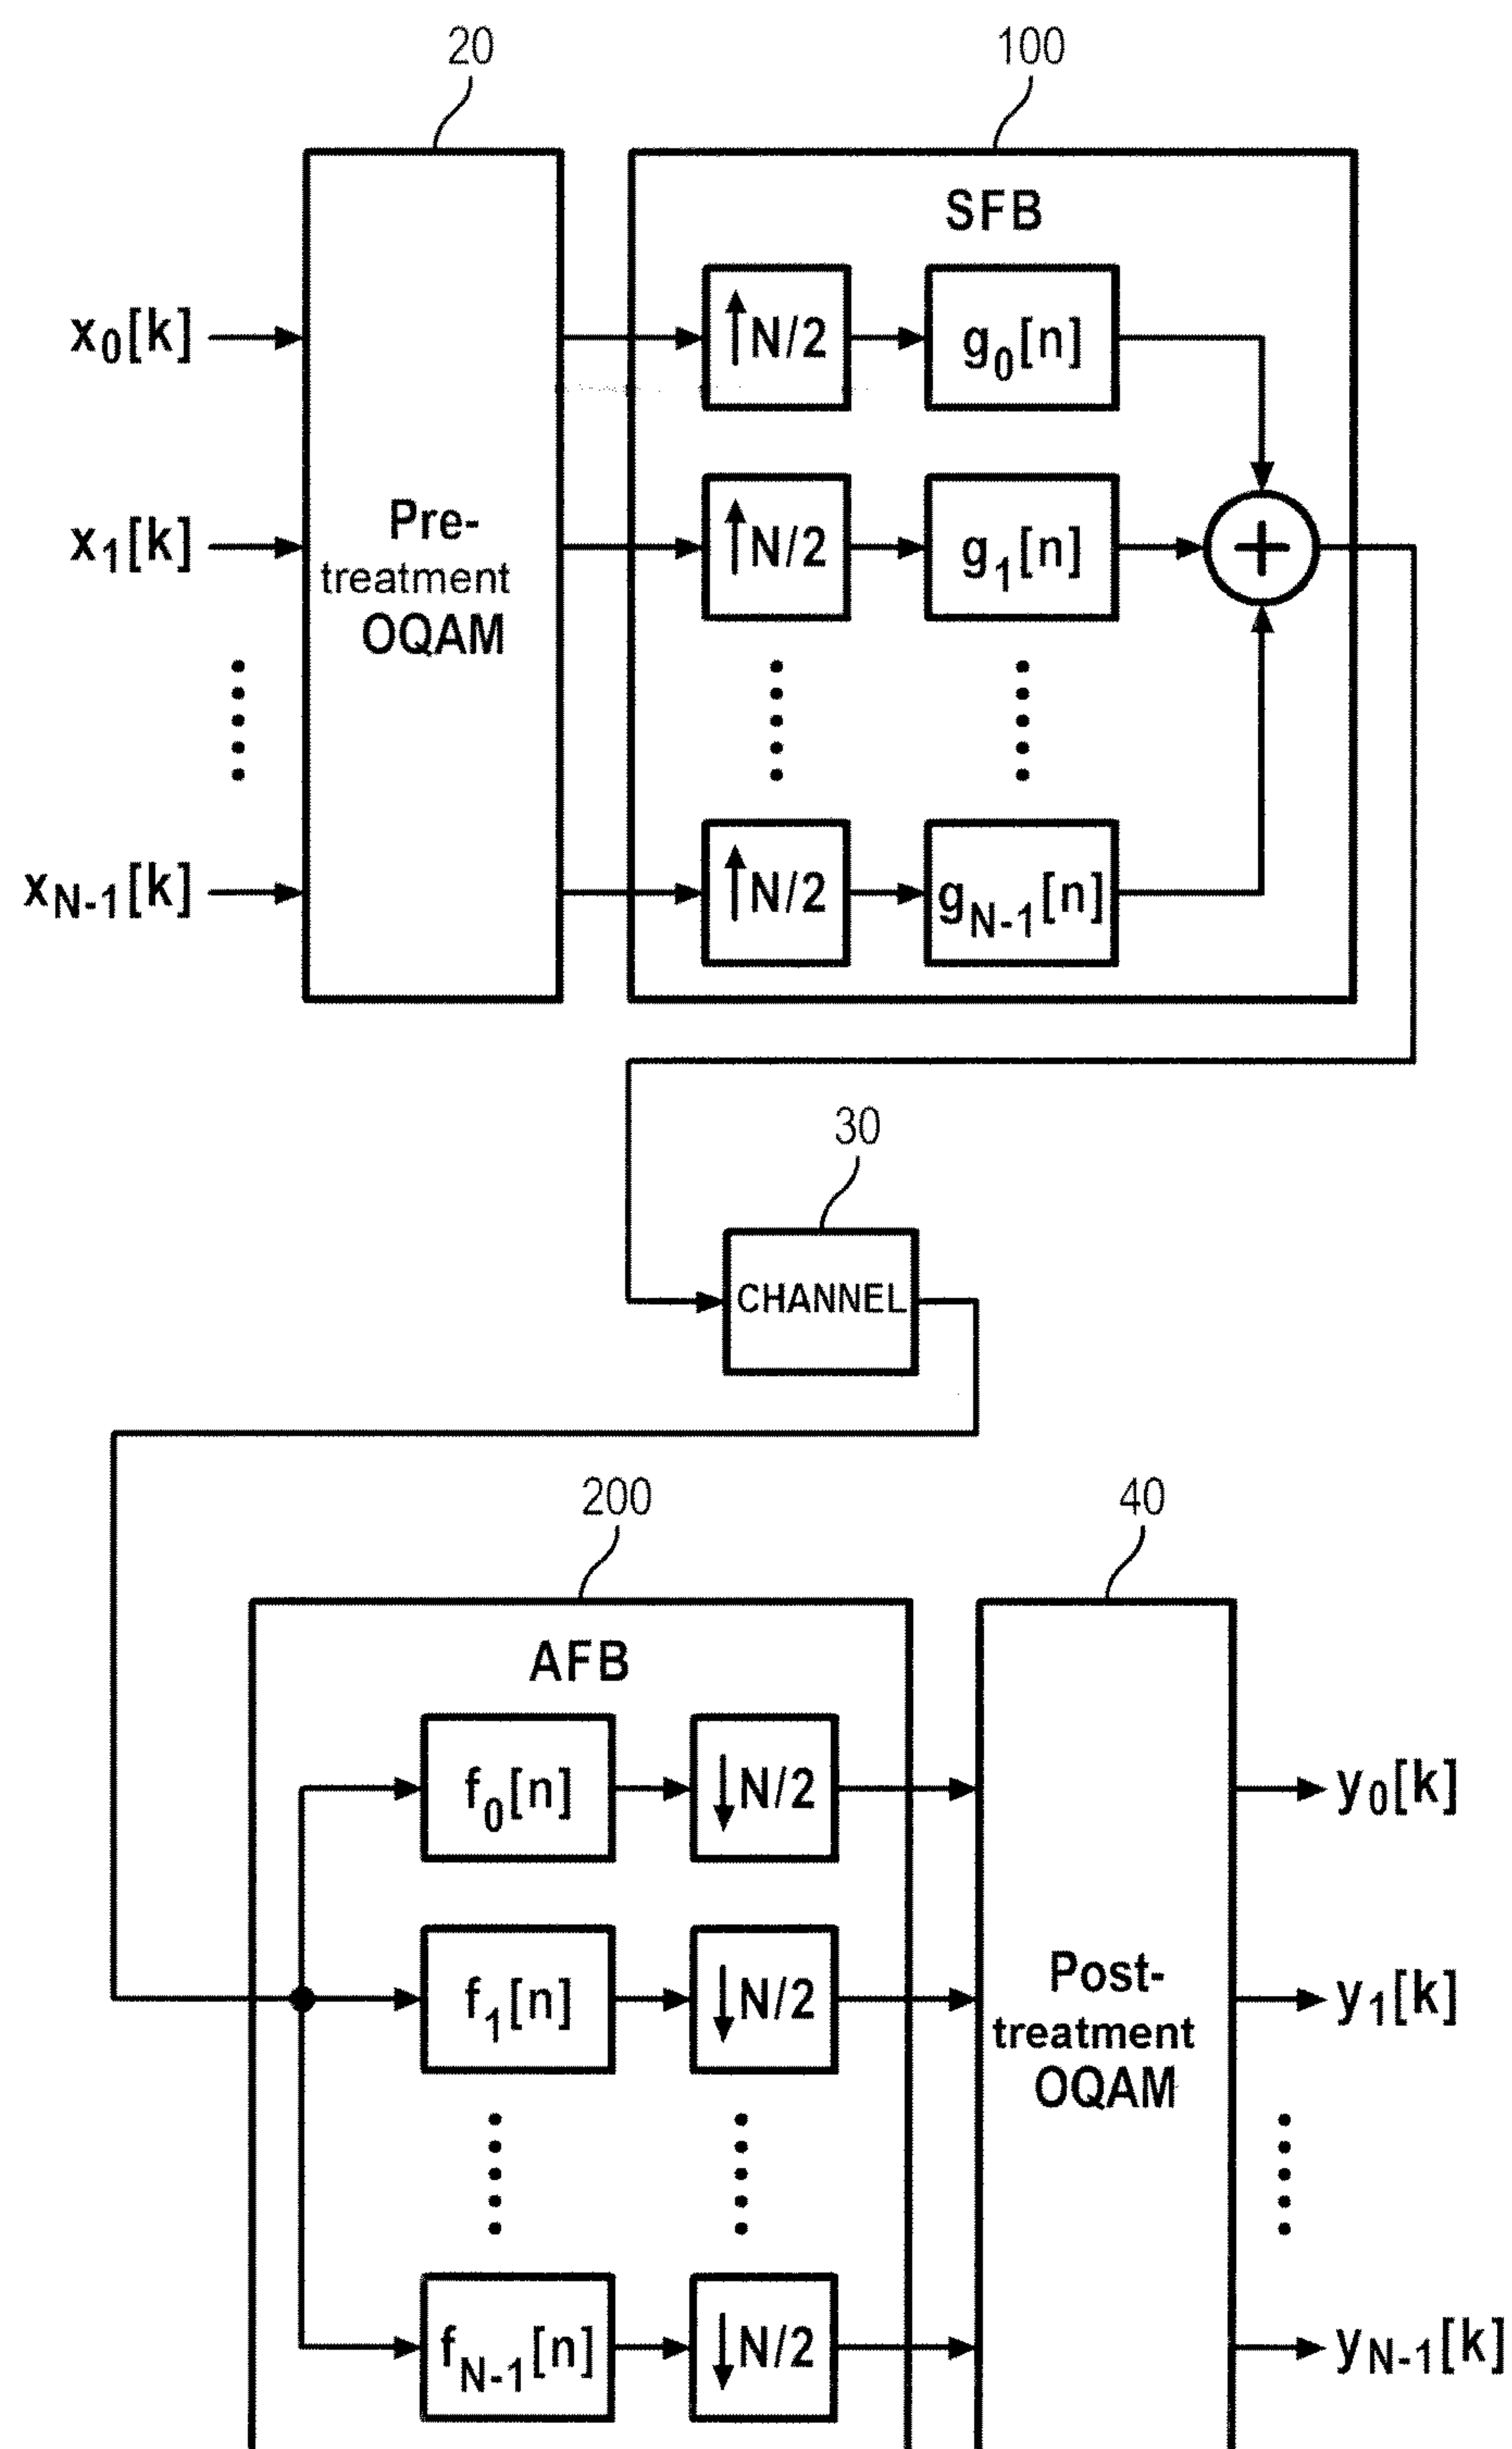 20
100
SFB
x0[k]
↑N/2
g0[n]
Pre-
treatment
OQAM
x1[k]
↑N/2
g1[n]
+
xN-1[k]
↑N/2
gN-1[n]
30
CHANNEL
200
40
AFB
f0[n]
↓N/2
y0[k]
f1[n]
↓N/2
Post-
treatment
OQAM
y1[k]
fN-1[n]
↓N/2
yN-1[k]